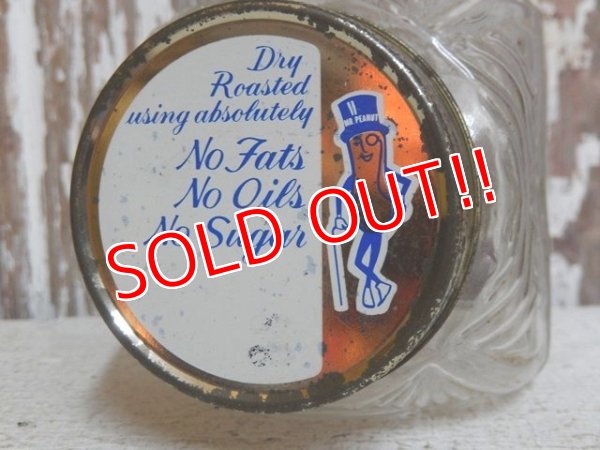 Dry
Roasted
using absolutely
No Fats
No Oils
No Sugar
MR PEANUT
SOLD OUT!!